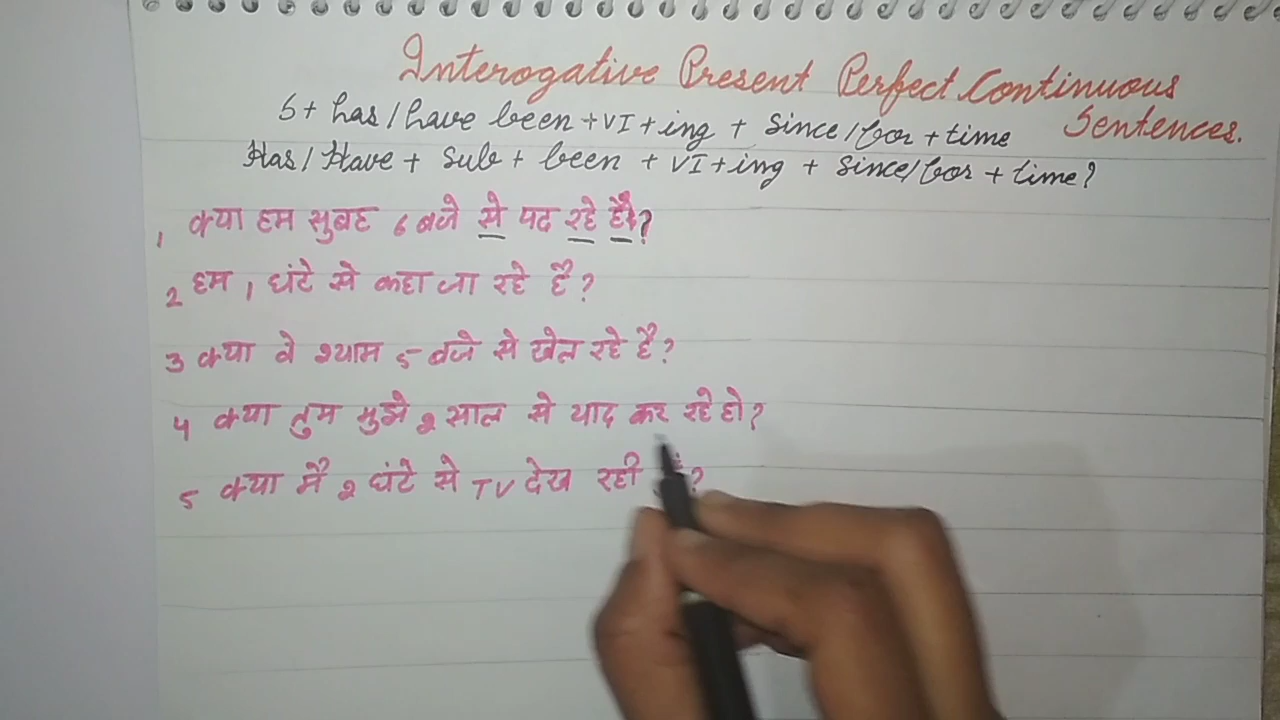 Interogative Present Perfect Continuous Sentences.
S + has/have been + VI + ing + since/for + time
Has/Have + Sub + been + VI + ing + since/for + time?
1 क्या हम सुबह 6 बजे से पढ रहे है?
2 हम 1 घंटे से कहा जा रहे है?
3 क्या वे श्याम 5 बजे से खेल रहे है?
4 क्या तुम मुझे 2 साल से याद कर रहे हो?
5 क्या मैं 2 घंटे से TV देख रही ?